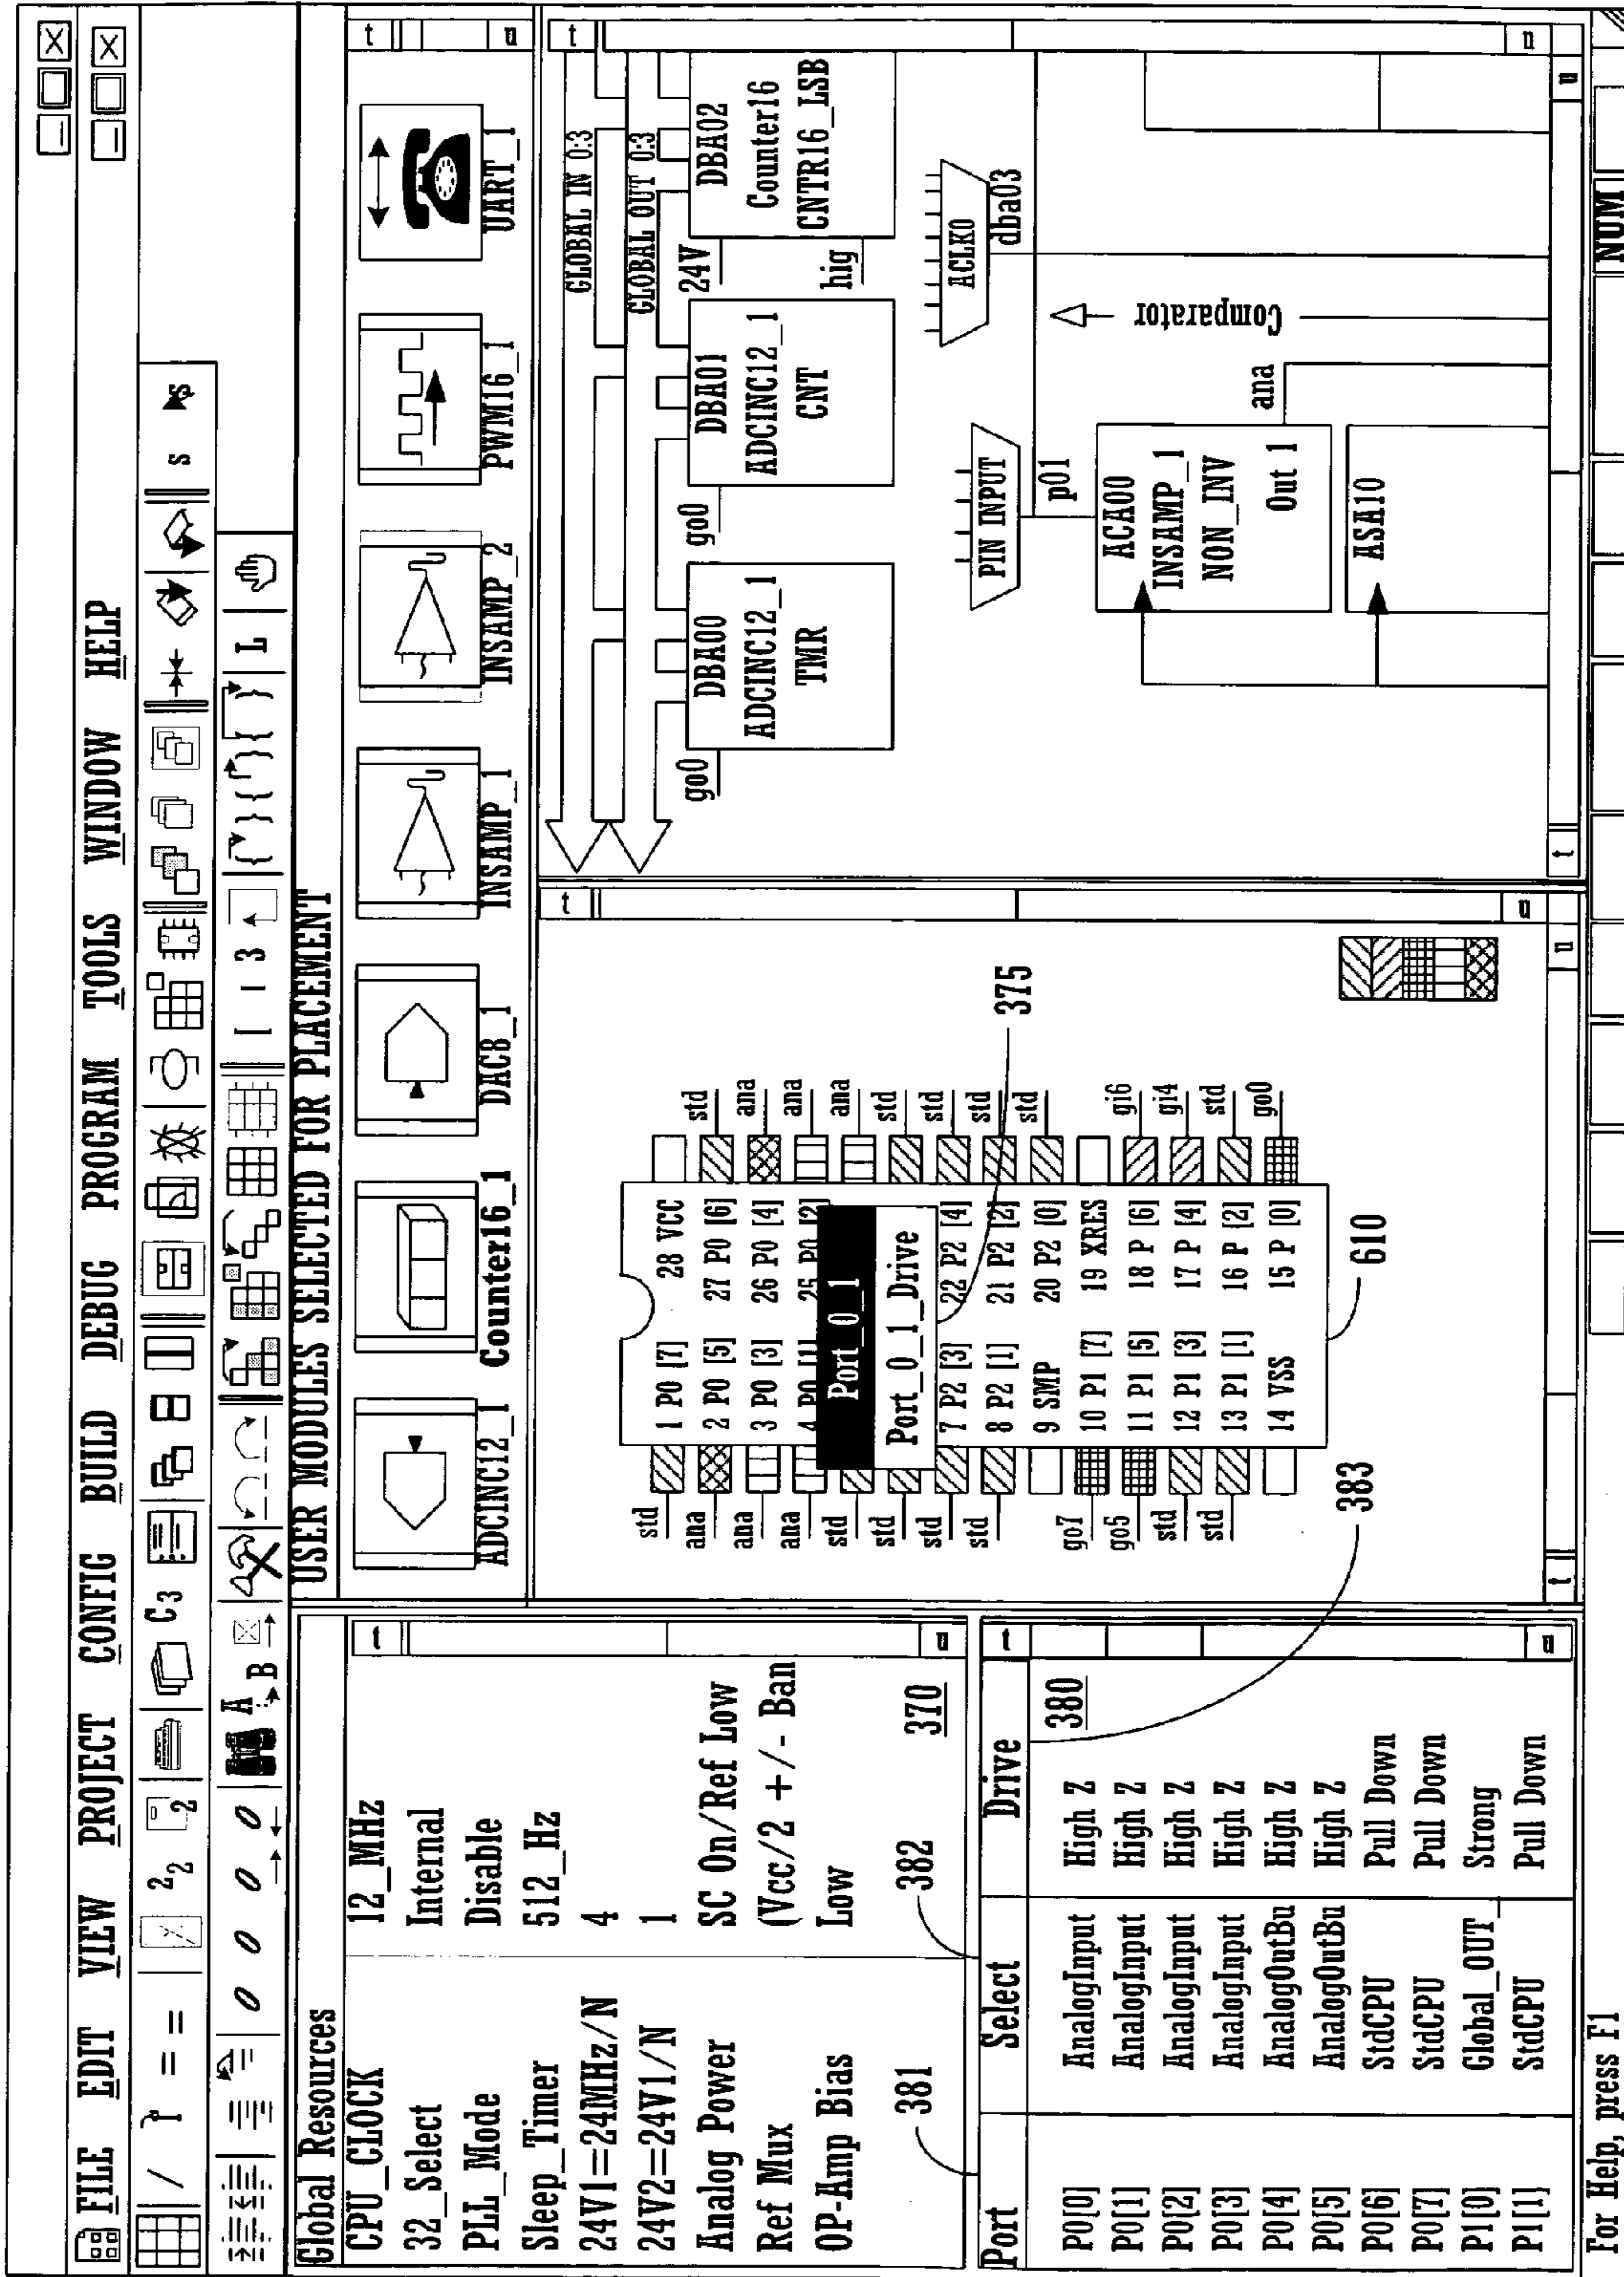 FILE EDIT VIEW PROJECT CONFIG BUILD DEBUG PROGRAM TOOLS WINDOW HELP
2 2 2 C 3 s s
A B [ l 3 { } { } { } L
Global Resources
CPU_CLOCK 12_MHz
32_Select Internal
PLL_Mode Disable
Sleep_Timer 512_Hz
24V1=24MHz/N 4
24V2=24V1/N 1
Analog Power SC On/Ref Low
Ref Mux (Vcc/2 +/- Ban
OP-Amp Bias Low
370
t
u
381
382
383
Port Select Drive
380
P0[0] AnalogInput High Z
P0[1] AnalogInput High Z
P0[2] AnalogInput High Z
P0[3] AnalogInput High Z
P0[4] AnalogOutBu High Z
P0[5] AnalogOutBu High Z
P0[6] StdCPU Pull Down
P0[7] StdCPU Pull Down
P1[0] Global_OUT_ Strong
P1[1] StdCPU Pull Down
t
u
USER MODULES SELECTED FOR PLACEMENT
ADCINC12_1 Counter16_1 DAC8_1 INSAMP_1 INSAMP_2 PWM16_1 UART_1
t
u
std 1 P0 [7] 28 VCC
ana 2 P0 [5] 27 P0 [6] std
ana 3 P0 [3] 26 P0 [4] ana
ana 4 P0 [1] 25 P0 [2] ana
std ana
Port_0_1
std std
Port_0_1_Drive
std 7 P2 [3] 22 P2 [4] std
std 8 P2 [1] 21 P2 [2] std
9 SMP 20 P2 [0] std
go7 10 P1 [7] 19 XRES
go5 11 P1 [5] 18 P [6] gi6
std 12 P1 [3] 17 P [4] gi4
std 13 P1 [1] 16 P [2] std
14 VSS 15 P [0] go0
375
610
t
u
t
u
GLOBAL IN 0:3
GLOBAL OUT 0:3
go0
DBA00
ADCINC12_1
TMR
go0
DBA01
ADCINC12_1
CNT
24V
hig
DBA02
Counter16
CNTR16_LSB
PIN INPUT
p01
ACLK0
dba03
Comparator
ACA00
INSAMP_1
NON_INV
Out 1
ana
ASA10
t
u
t
u
For Help, press F1
NUM